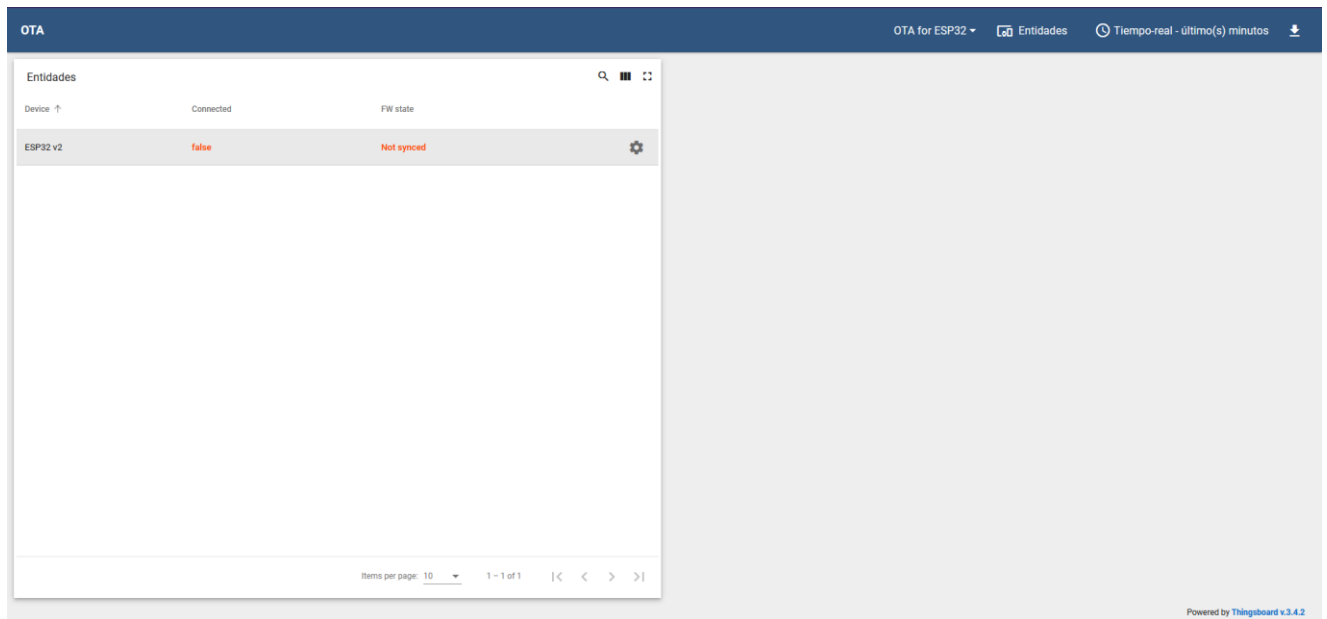 OTA OTA for ESP32 Entidades Tiempo-real - último(s) minutos
Entidades
Device Connected FW state
ESP32 v2 false Not synced
Items per page: 10 1 – 1 of 1
Powered by Thingsboard v.3.4.2